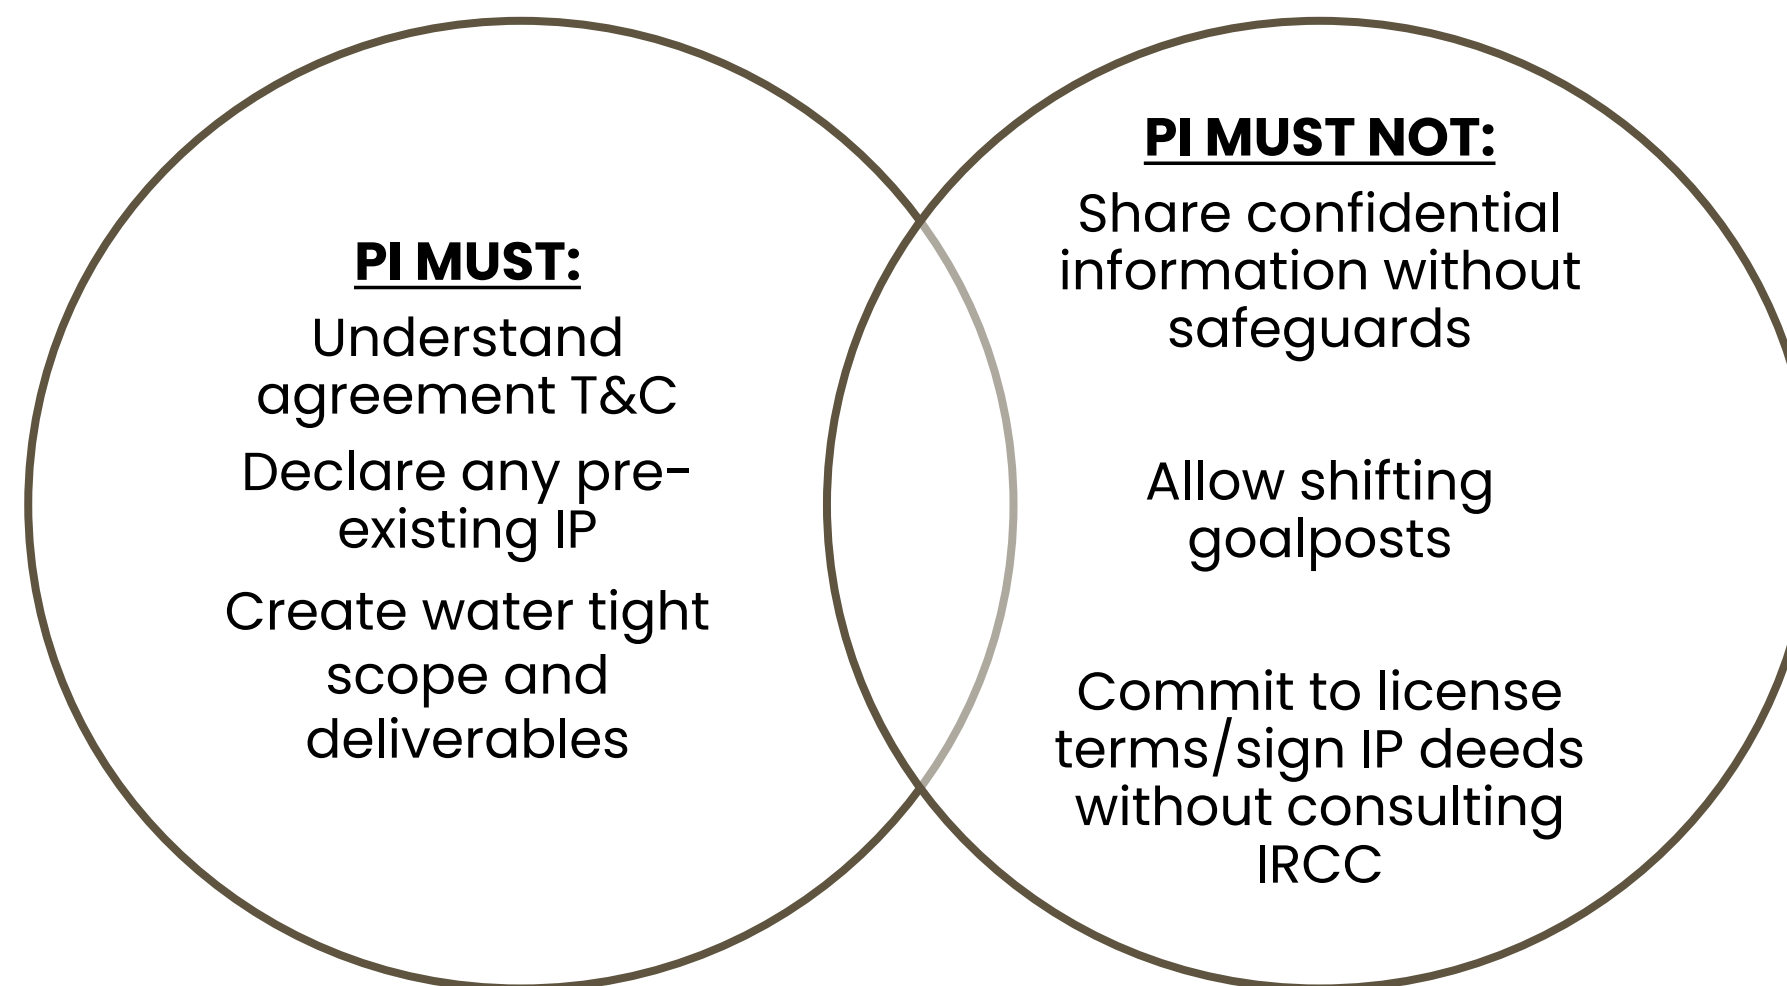 PI MUST:
Understand
agreement T&C
Declare any pre-
existing IP
Create water tight
scope and
deliverables
PI MUST NOT:
Share confidential
information without
safeguards
Allow shifting
goalposts
Commit to license
terms/sign IP deeds
without consulting
IRCC